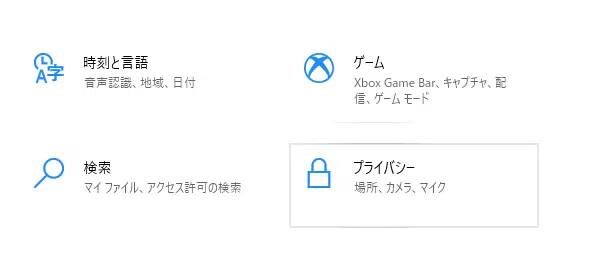 時刻と言語
音声認識、地域、日付
ゲーム
Xbox Game Bar、キャプチャ、配
信、ゲーム モード
検索
マイ ファイル、アクセス許可の検索
プライバシー
場所、カメラ、マイク